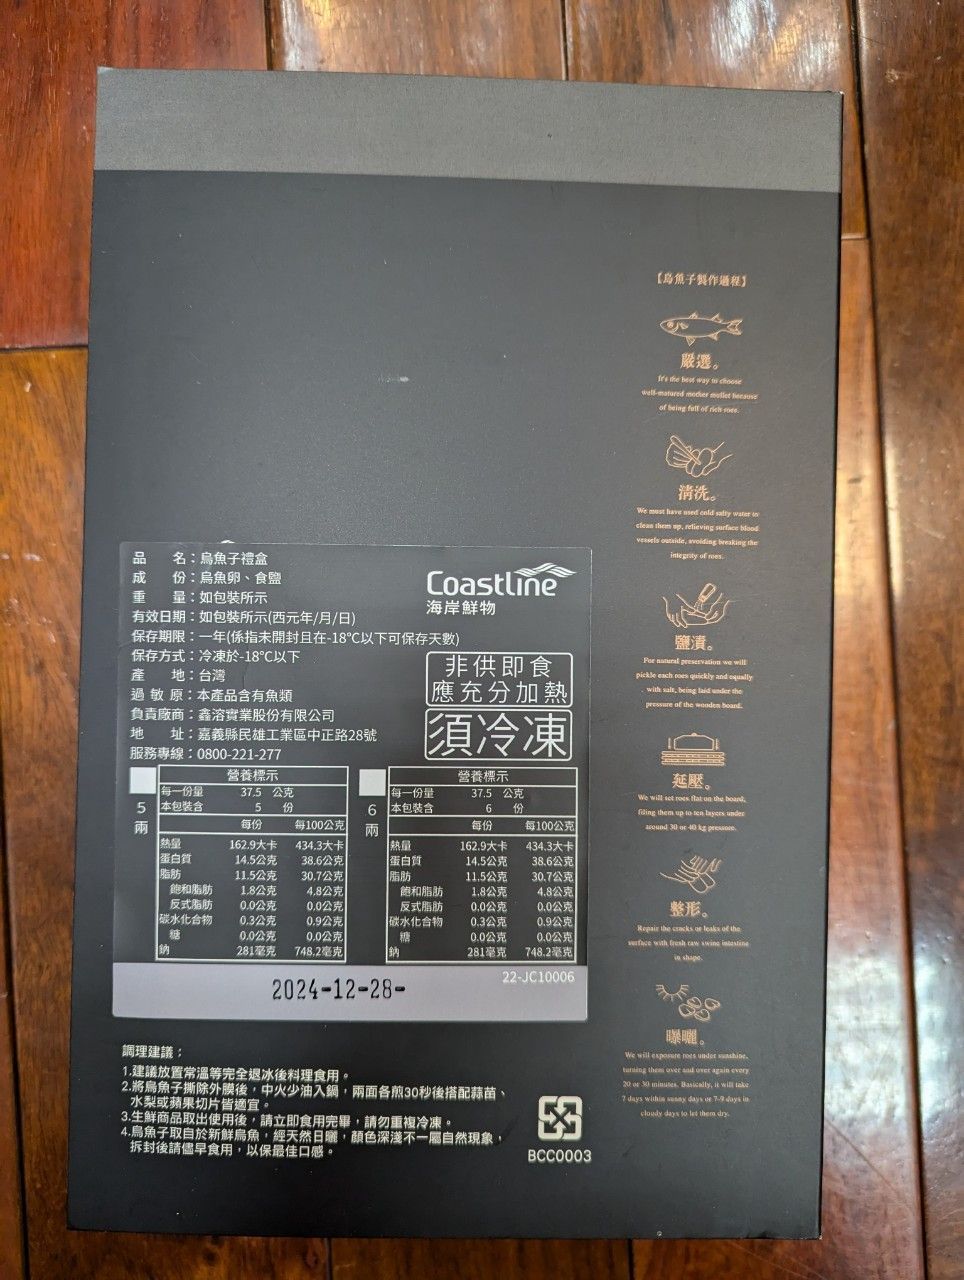 【烏魚子製作過程】
嚴選。
It's the best way to choose
well-matured mother mullet because
of being full of rich roes.
清洗。
We must have used cold salty water to
clean them up, relieving surface blood
vessels outside, avoiding breaking the
integrity of roes.
鹽漬。
For natural preservation we will
pickle each roes quickly and equally
with salt, being laid under the
pressure of the wooden board.
延壓。
We will set roes flat on the board,
filing them up to ten layers under
around 30 or 40 kg pressure.
整形。
Repair the cracks or leaks of the
surface with fresh raw swine intestine
in shape.
曝曬。
We will exposure roes under sunshine,
turning them over and over again every
20 or 30 minutes. Basically, it will take
7 days within sunny days or 7-9 days in
cloudy days to let them dry.
品 名：烏魚子禮盒
成 份：烏魚卵、食鹽
重 量：如包裝所示
有效日期：如包裝所示(西元年/月/日)
保存期限：一年(係指未開封且在-18°C以下可保存天數)
保存方式：冷凍於-18°C以下
產 地：台灣
過 敏 原：本產品含有魚類
負責廠商：鑫溶實業股份有限公司
地 址：嘉義縣民雄工業區中正路28號
服務專線：0800-221-277
Coastline
海岸鮮物
非供即食
應充分加熱
須冷凍
5兩
營養標示
每一份量 37.5 公克
本包裝含 5 份
每份 每100公克
熱量 162.9大卡 434.3大卡
蛋白質 14.5公克 38.6公克
脂肪 11.5公克 30.7公克
飽和脂肪 1.8公克 4.8公克
反式脂肪 0.0公克 0.0公克
碳水化合物 0.3公克 0.9公克
糖 0.0公克 0.0公克
鈉 281毫克 748.2毫克
6兩
營養標示
每一份量 37.5 公克
本包裝含 6 份
每份 每100公克
熱量 162.9大卡 434.3大卡
蛋白質 14.5公克 38.6公克
脂肪 11.5公克 30.7公克
飽和脂肪 1.8公克 4.8公克
反式脂肪 0.0公克 0.0公克
碳水化合物 0.3公克 0.9公克
糖 0.0公克 0.0公克
鈉 281毫克 748.2毫克
22-JC10006
2024-12-28-
調理建議：
1.建議放置常溫等完全退冰後料理食用。
2.將烏魚子撕除外膜後，中火少油入鍋，兩面各煎30秒後搭配蒜苗、
水梨或蘋果切片皆適宜。
3.生鮮商品取出使用後，請立即食用完畢，請勿重複冷凍。
4.烏魚子取自於新鮮烏魚，經天然日曬，顏色深淺不一屬自然現象，
拆封後請儘早食用，以保最佳口感。
BCC0003